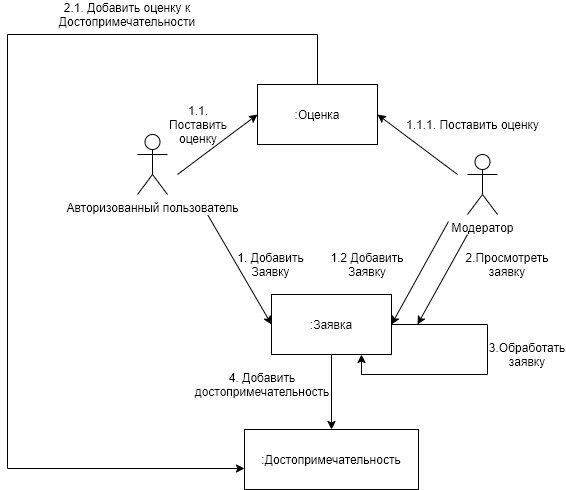 2.1. Добавить оценку к
Достопримечательности
1.1.
Поставить
оценку
:Оценка
1.1.1. Поставить оценку
Авторизованный пользователь
Модератор
1. Добавить
Заявку
1.2 Добавить
Заявку
2.Просмотреть
заявку
:Заявка
3.Обработать
заявку
4. Добавить
достопримечательность
:Достопримечательность